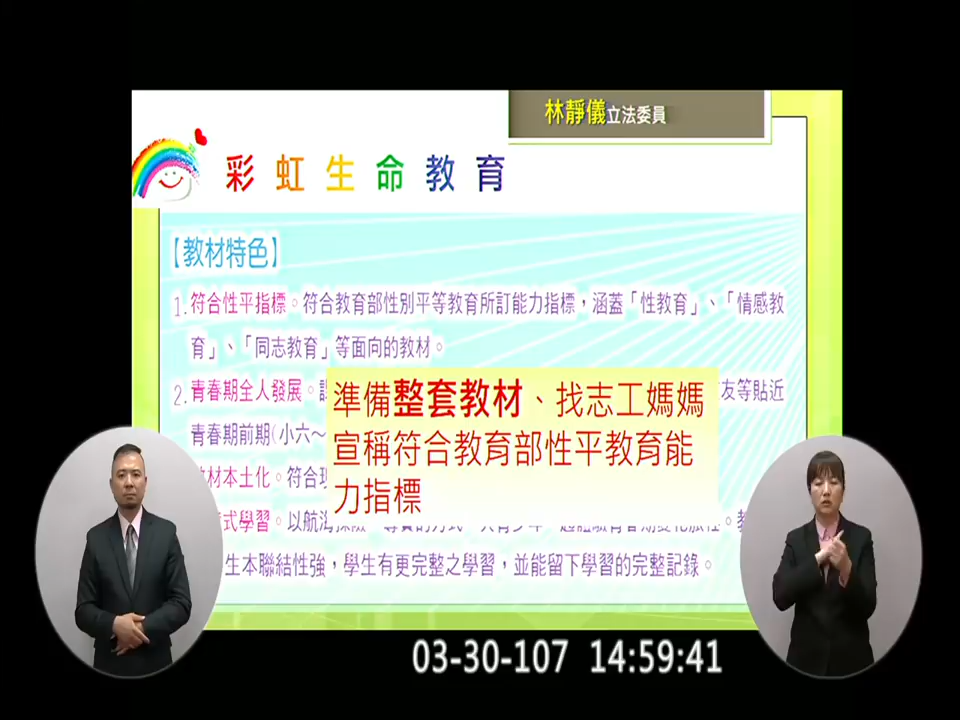 林靜儀立法委員
彩虹生命教育
【教材特色】
1. 符合性平指標。符合教育部性別平等教育所訂能力指標，涵蓋「性教育」、「情感教
育」、「同志教育」等面向的教材。
2. 青春期全人發展。
友等貼近
青春期前期(小六～
準備整套教材、找志工媽媽
宣稱符合教育部性平教育能
力指標
教材本土化。符合
式學習。以航海探險
生本聯結性強，學生有更完整之學習，並能留下學習的完整記錄。
03-30-107 14:59:41